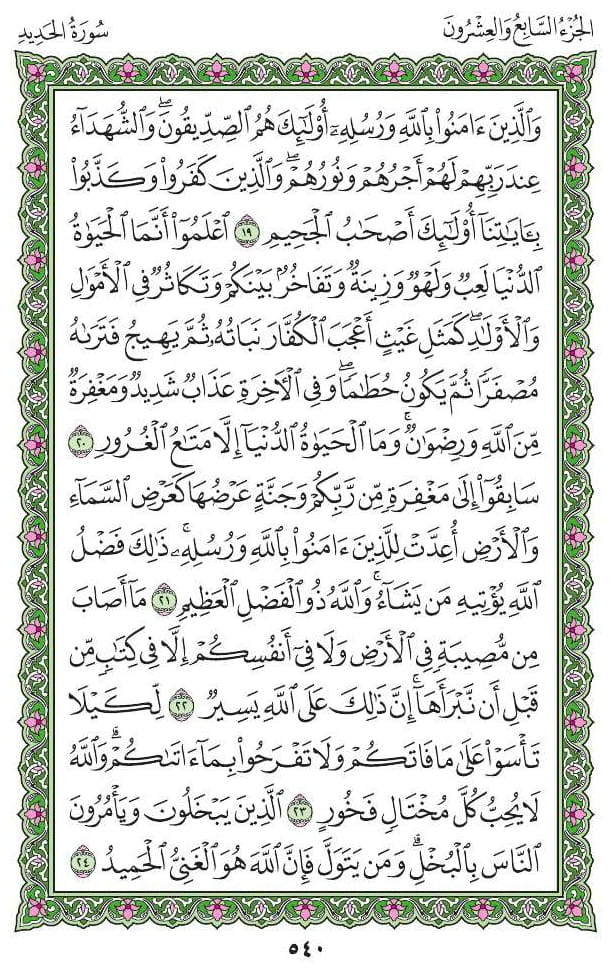 الجُزْءُ السَّابِعُ وَالعِشْرُونَ
سُورَةُ الحَدِيدِ
وَٱلَّذِينَ ءَامَنُوا۟ بِٱللَّهِ وَرُسُلِهِۦٓ أُو۟لَـٰٓئِكَ هُمُ ٱلصِّدِّيقُونَۖ وَٱلشُّهَدَآءُ
عِندَ رَبِّهِمْ لَهُمْ أَجْرُهُمْ وَنُورُهُمْۖ وَٱلَّذِينَ كَفَرُوا۟ وَكَذَّبُوا۟
بِـَٔايَـٰتِنَآ أُو۟لَـٰٓئِكَ أَصْحَـٰبُ ٱلْجَحِيمِ ١٩ ٱعْلَمُوٓا۟ أَنَّمَا ٱلْحَيَوٰةُ
ٱلدُّنْيَا لَعِبٌ وَلَهْوٌ وَزِينَةٌ وَتَفَاخُرٌۢ بَيْنَكُمْ وَتَكَاثُرٌ فِى ٱلْأَمْوَٰلِ
وَٱلْأَوْلَـٰدِۖ كَمَثَلِ غَيْثٍ أَعْجَبَ ٱلْكُفَّارَ نَبَاتُهُۥ ثُمَّ يَهِيجُ فَتَرَىٰهُ
مُصْفَرًّا ثُمَّ يَكُونُ حُطَـٰمًاۖ وَفِى ٱلْـَٔاخِرَةِ عَذَابٌ شَدِيدٌ وَمَغْفِرَةٌ
مِّنَ ٱللَّهِ وَرِضْوَٰنٌۚ وَمَا ٱلْحَيَوٰةُ ٱلدُّنْيَآ إِلَّا مَتَـٰعُ ٱلْغُرُورِ ٢٠
سَابِقُوٓا۟ إِلَىٰ مَغْفِرَةٍ مِّن رَّبِّكُمْ وَجَنَّةٍ عَرْضُهَا كَعَرْضِ ٱلسَّمَآءِ
وَٱلْأَرْضِ أُعِدَّتْ لِلَّذِينَ ءَامَنُوا۟ بِٱللَّهِ وَرُسُلِهِۦۚ ذَٰلِكَ فَضْلُ
ٱللَّهِ يُؤْتِيهِ مَن يَشَآءُۚ وَٱللَّهُ ذُو ٱلْفَضْلِ ٱلْعَظِيمِ ٢١ مَآ أَصَابَ
مِن مُّصِيبَةٍ فِى ٱلْأَرْضِ وَلَا فِىٓ أَنفُسِكُمْ إِلَّا فِى كِتَـٰبٍ مِّن
قَبْلِ أَن نَّبْرَأَهَآۚ إِنَّ ذَٰلِكَ عَلَى ٱللَّهِ يَسِيرٌ ٢٢ لِّكَيْلَا
تَأْسَوْا۟ عَلَىٰ مَا فَاتَكُمْ وَلَا تَفْرَحُوا۟ بِمَآ ءَاتَىٰكُمْۗ وَٱللَّهُ
لَا يُحِبُّ كُلَّ مُخْتَالٍ فَخُورٍ ٢٣ ٱلَّذِينَ يَبْخَلُونَ وَيَأْمُرُونَ
ٱلنَّاسَ بِٱلْبُخْلِۗ وَمَن يَتَوَلَّ فَإِنَّ ٱللَّهَ هُوَ ٱلْغَنِىُّ ٱلْحَمِيدُ ٢٤
٥٤٠